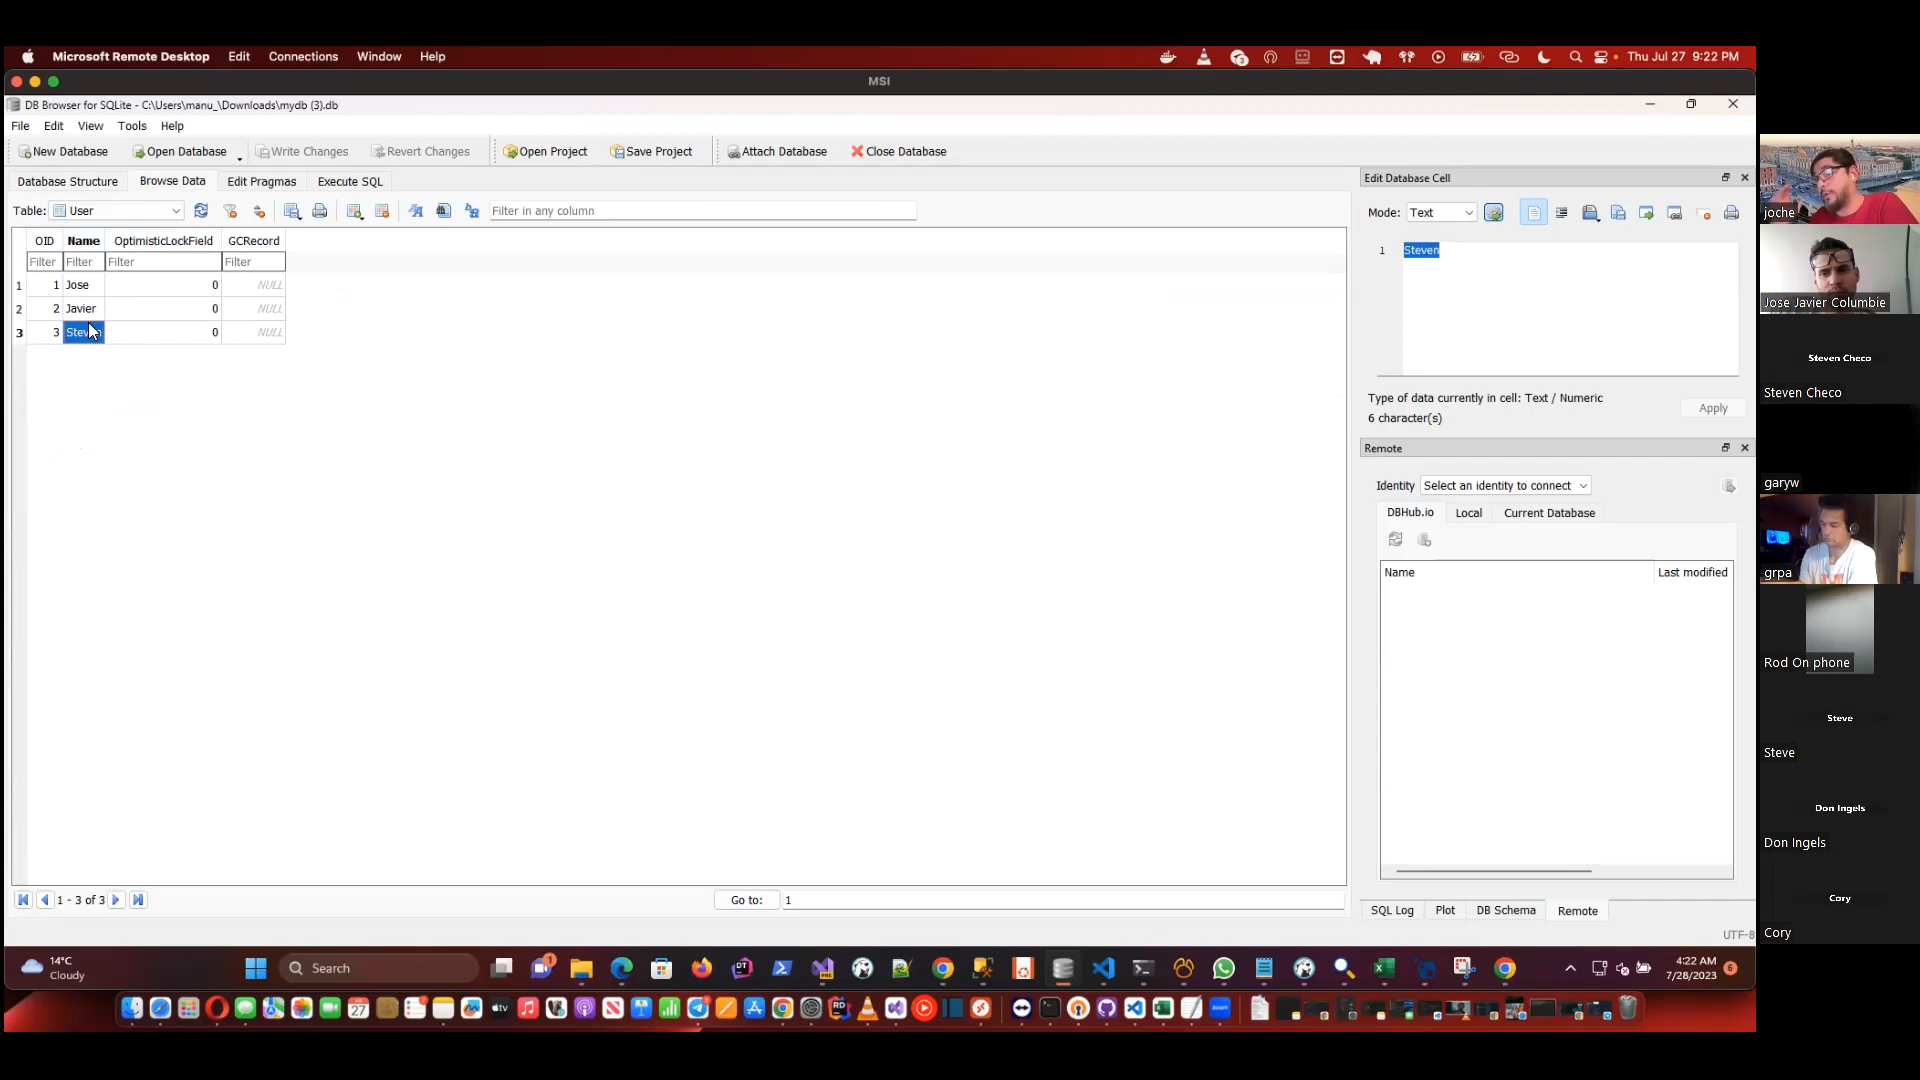 Microsoft Remote Desktop Edit Connections Window Help Thu Jul 27 9:22 PM
MSI
DB Browser for SQLite - C:\Users\manu_\Downloads\mydb (3).db
File Edit View Tools Help
New Database Open Database Write Changes Revert Changes Open Project Save Project Attach Database Close Database
Database Structure Browse Data Edit Pragmas Execute SQL
Table: User Filter in any column
OID Name OptimisticLockField GCRecord
Filter Filter Filter Filter
1 1 Jose 0 NULL
2 2 Javier 0 NULL
3 3 Steven 0 NULL
1 - 3 of 3 Go to: 1
Edit Database Cell
Mode: Text
1 Steven
Type of data currently in cell: Text / Numeric
6 character(s)
Apply
Remote
Identity Select an identity to connect
DBHub.io Local Current Database
Name Last modified
SQL Log Plot DB Schema Remote
UTF-8
14°C
Cloudy
Search
4:22 AM
7/28/2023
6
joche
Jose Javier Columbie
Steven Checo
Steven Checo
garyw
grpa
Rod On phone
Steve
Steve
Don Ingels
Don Ingels
Cory
Cory